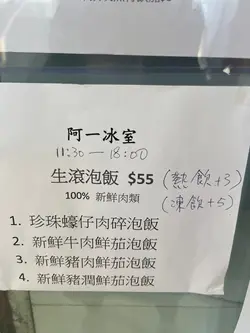 阿一冰室
11:30 — 18:00
生滾泡飯 $55 (熱飲+3)
100% 新鮮肉類 (凍飲+5)
1. 珍珠蠔仔肉碎泡飯
2. 新鮮牛肉鮮茄泡飯
3. 新鮮豬肉鮮茄泡飯
4. 新鮮豬潤鮮茄泡飯